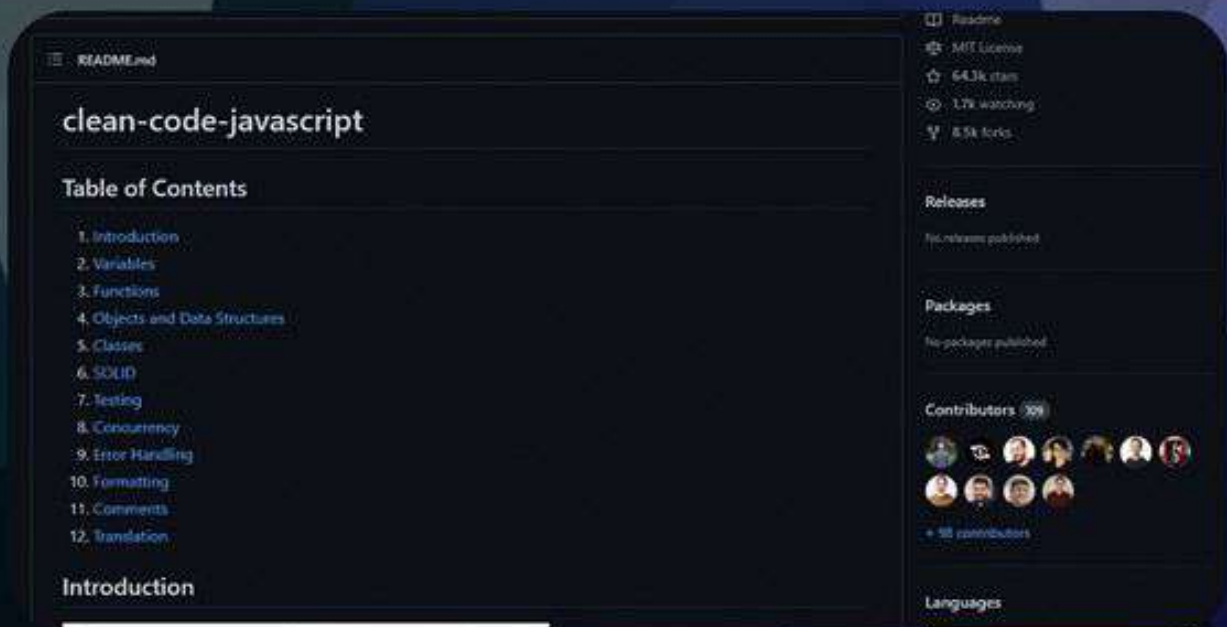 README.md
clean-code-javascript
Table of Contents
1. Introduction
2. Variables
3. Functions
4. Objects and Data Structures
5. Classes
6. SOLID
7. Testing
8. Concurrency
9. Error Handling
10. Formatting
11. Comments
12. Translation
Introduction
Readme
MIT License
64.3k stars
1.7k watching
8.5k forks
Releases
No releases published
Packages
No packages published
Contributors 109
+ 98 contributors
Languages